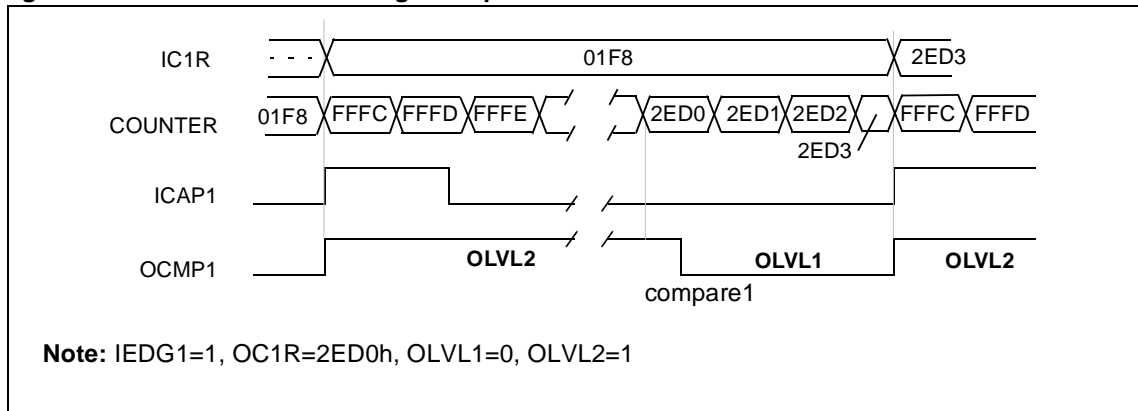 IC1R - - - 01F8 2ED3
COUNTER 01F8 FFFC FFFD FFFE 2ED0 2ED1 2ED2 FFFC FFFD
2ED3
ICAP1
OCMP1 OLVL2 OLVL1 OLVL2
compare1
Note: IEDG1=1, OC1R=2ED0h, OLVL1=0, OLVL2=1